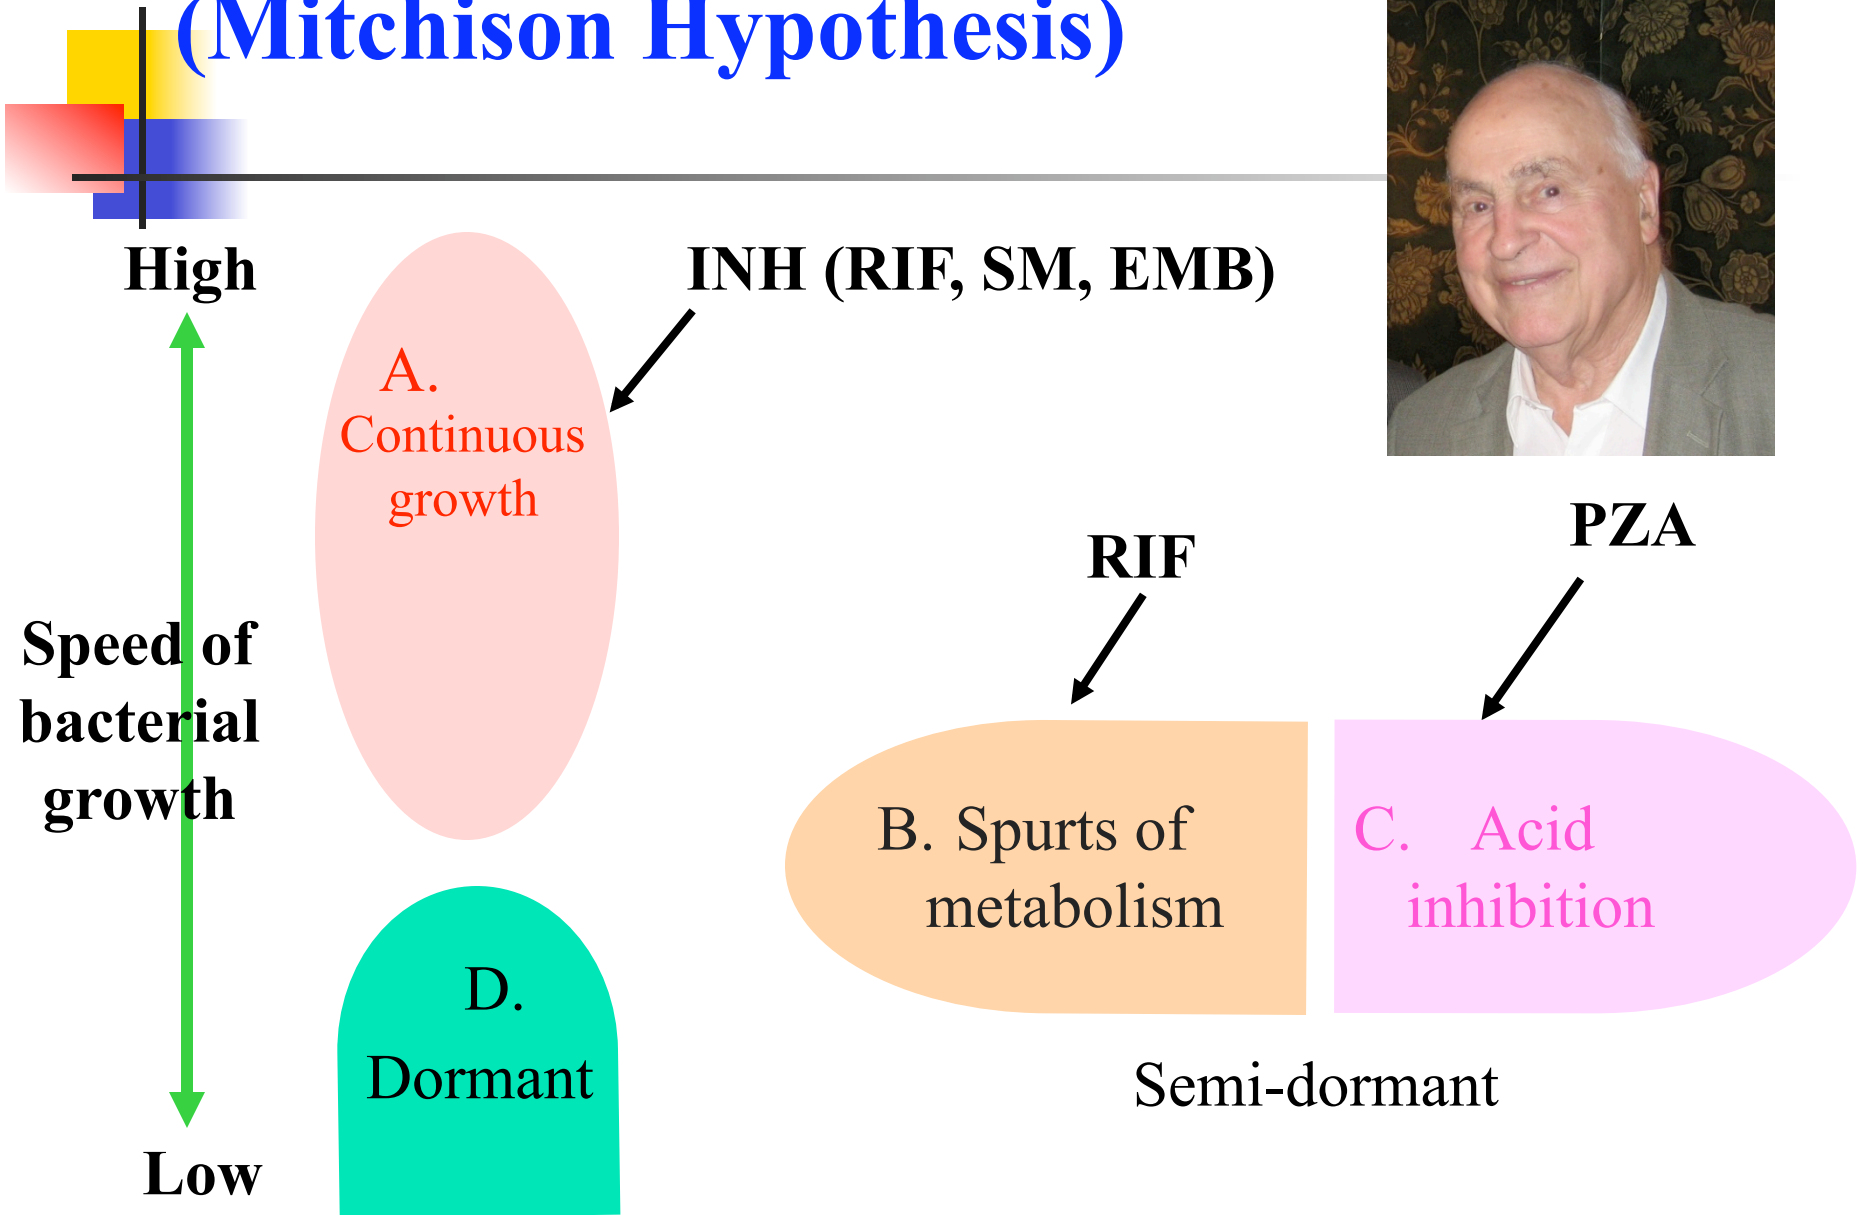 (Mitchison Hypothesis)
High
INH (RIF, SM, EMB)
A.
Continuous
growth
PZA
RIF
Speed of
bacterial
growth
B. Spurts of
metabolism
C. Acid
inhibition
D.
Dormant
Semi-dormant
Low